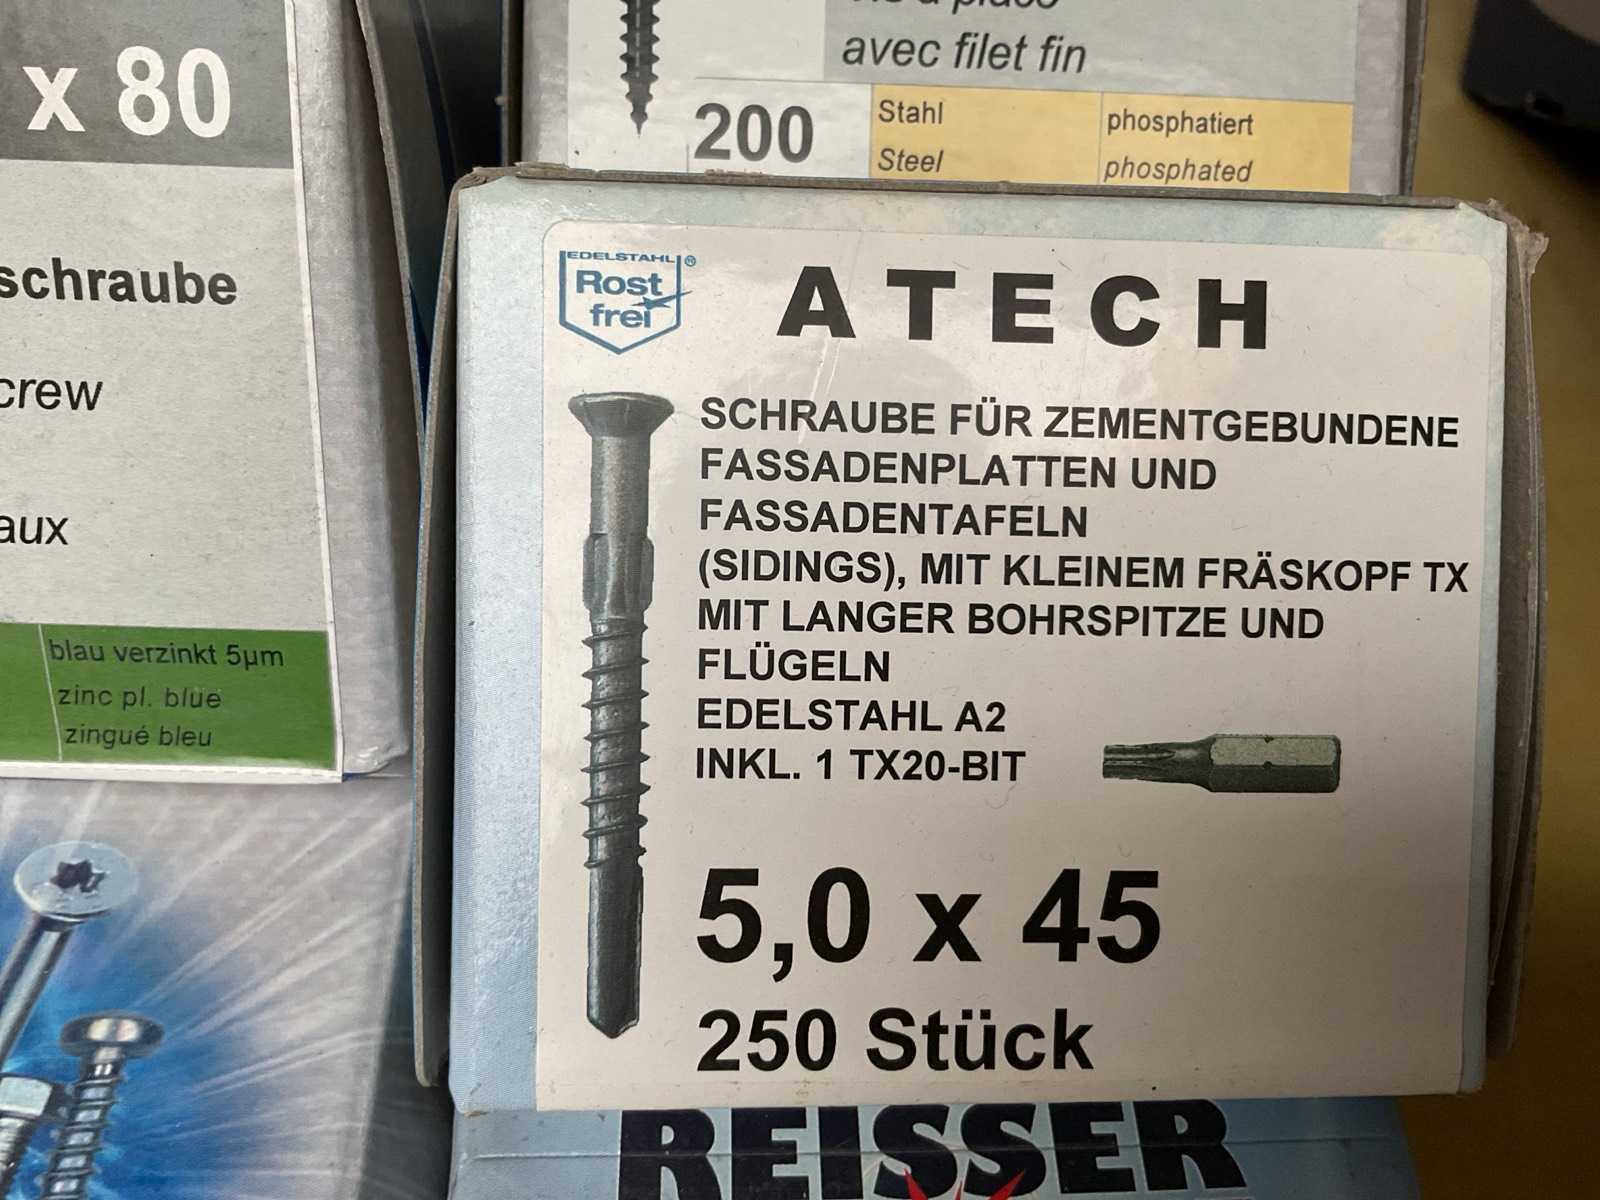 x 80
schraube
crew
aux
blau verzinkt 5µm
zinc pl. blue
zingué bleu
avec filet fin
200
Stahl
phosphatiert
Steel
phosphated
EDELSTAHL ®
Rost
frei
ATECH
SCHRAUBE FÜR ZEMENTGEBUNDENE
FASSADENPLATTEN UND
FASSADENTAFELN
(SIDINGS), MIT KLEINEM FRÄSKOPF TX
MIT LANGER BOHRSPITZE UND
FLÜGELN
EDELSTAHL A2
INKL. 1 TX20-BIT
5,0 x 45
250 Stück
REISSER